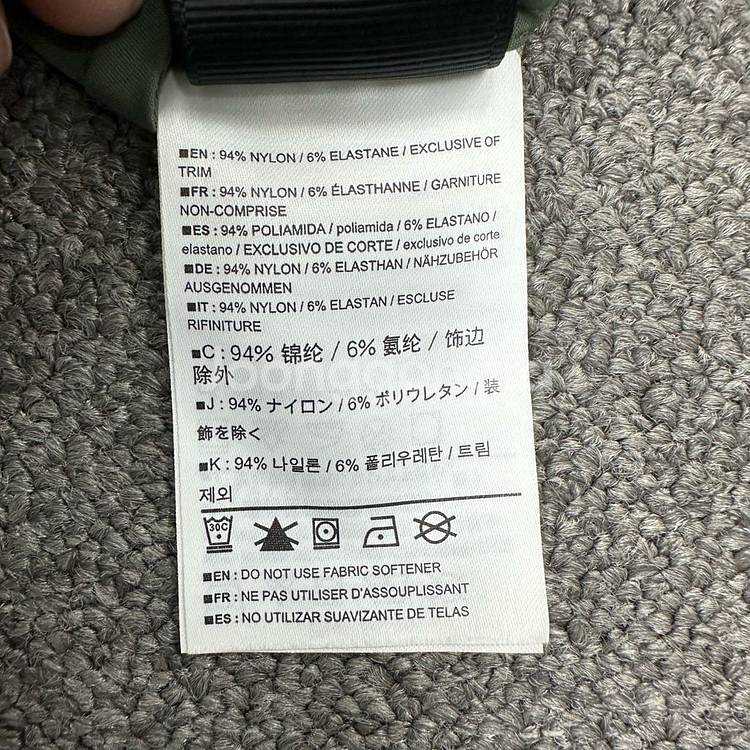 ■EN : 94% NYLON / 6% ELASTANE / EXCLUSIVE OF
TRIM
■FR : 94% NYLON / 6% ÉLASTHANNE / GARNITURE
NON-COMPRISE
■ES : 94% POLIAMIDA / poliamida / 6% ELASTANO /
elastano / EXCLUSIVO DE CORTE / exclusivo de corte
■DE : 94% NYLON / 6% ELASTHAN / NÄHZUBEHÖR
AUSGENOMMEN
■IT : 94% NYLON / 6% ELASTAN / ESCLUSE
RIFINITURE
■C : 94% 锦纶 / 6% 氨纶 / 饰边
除外
■J : 94% ナイロン / 6% ポリウレタン / 装
飾を除く
■K : 94% 나일론 / 6% 폴리우레탄 / 트림
제외
30C
■EN : DO NOT USE FABRIC SOFTENER
■FR : NE PAS UTILISER D'ASSOUPLISSANT
■ES : NO UTILIZAR SUAVIZANTE DE TELAS